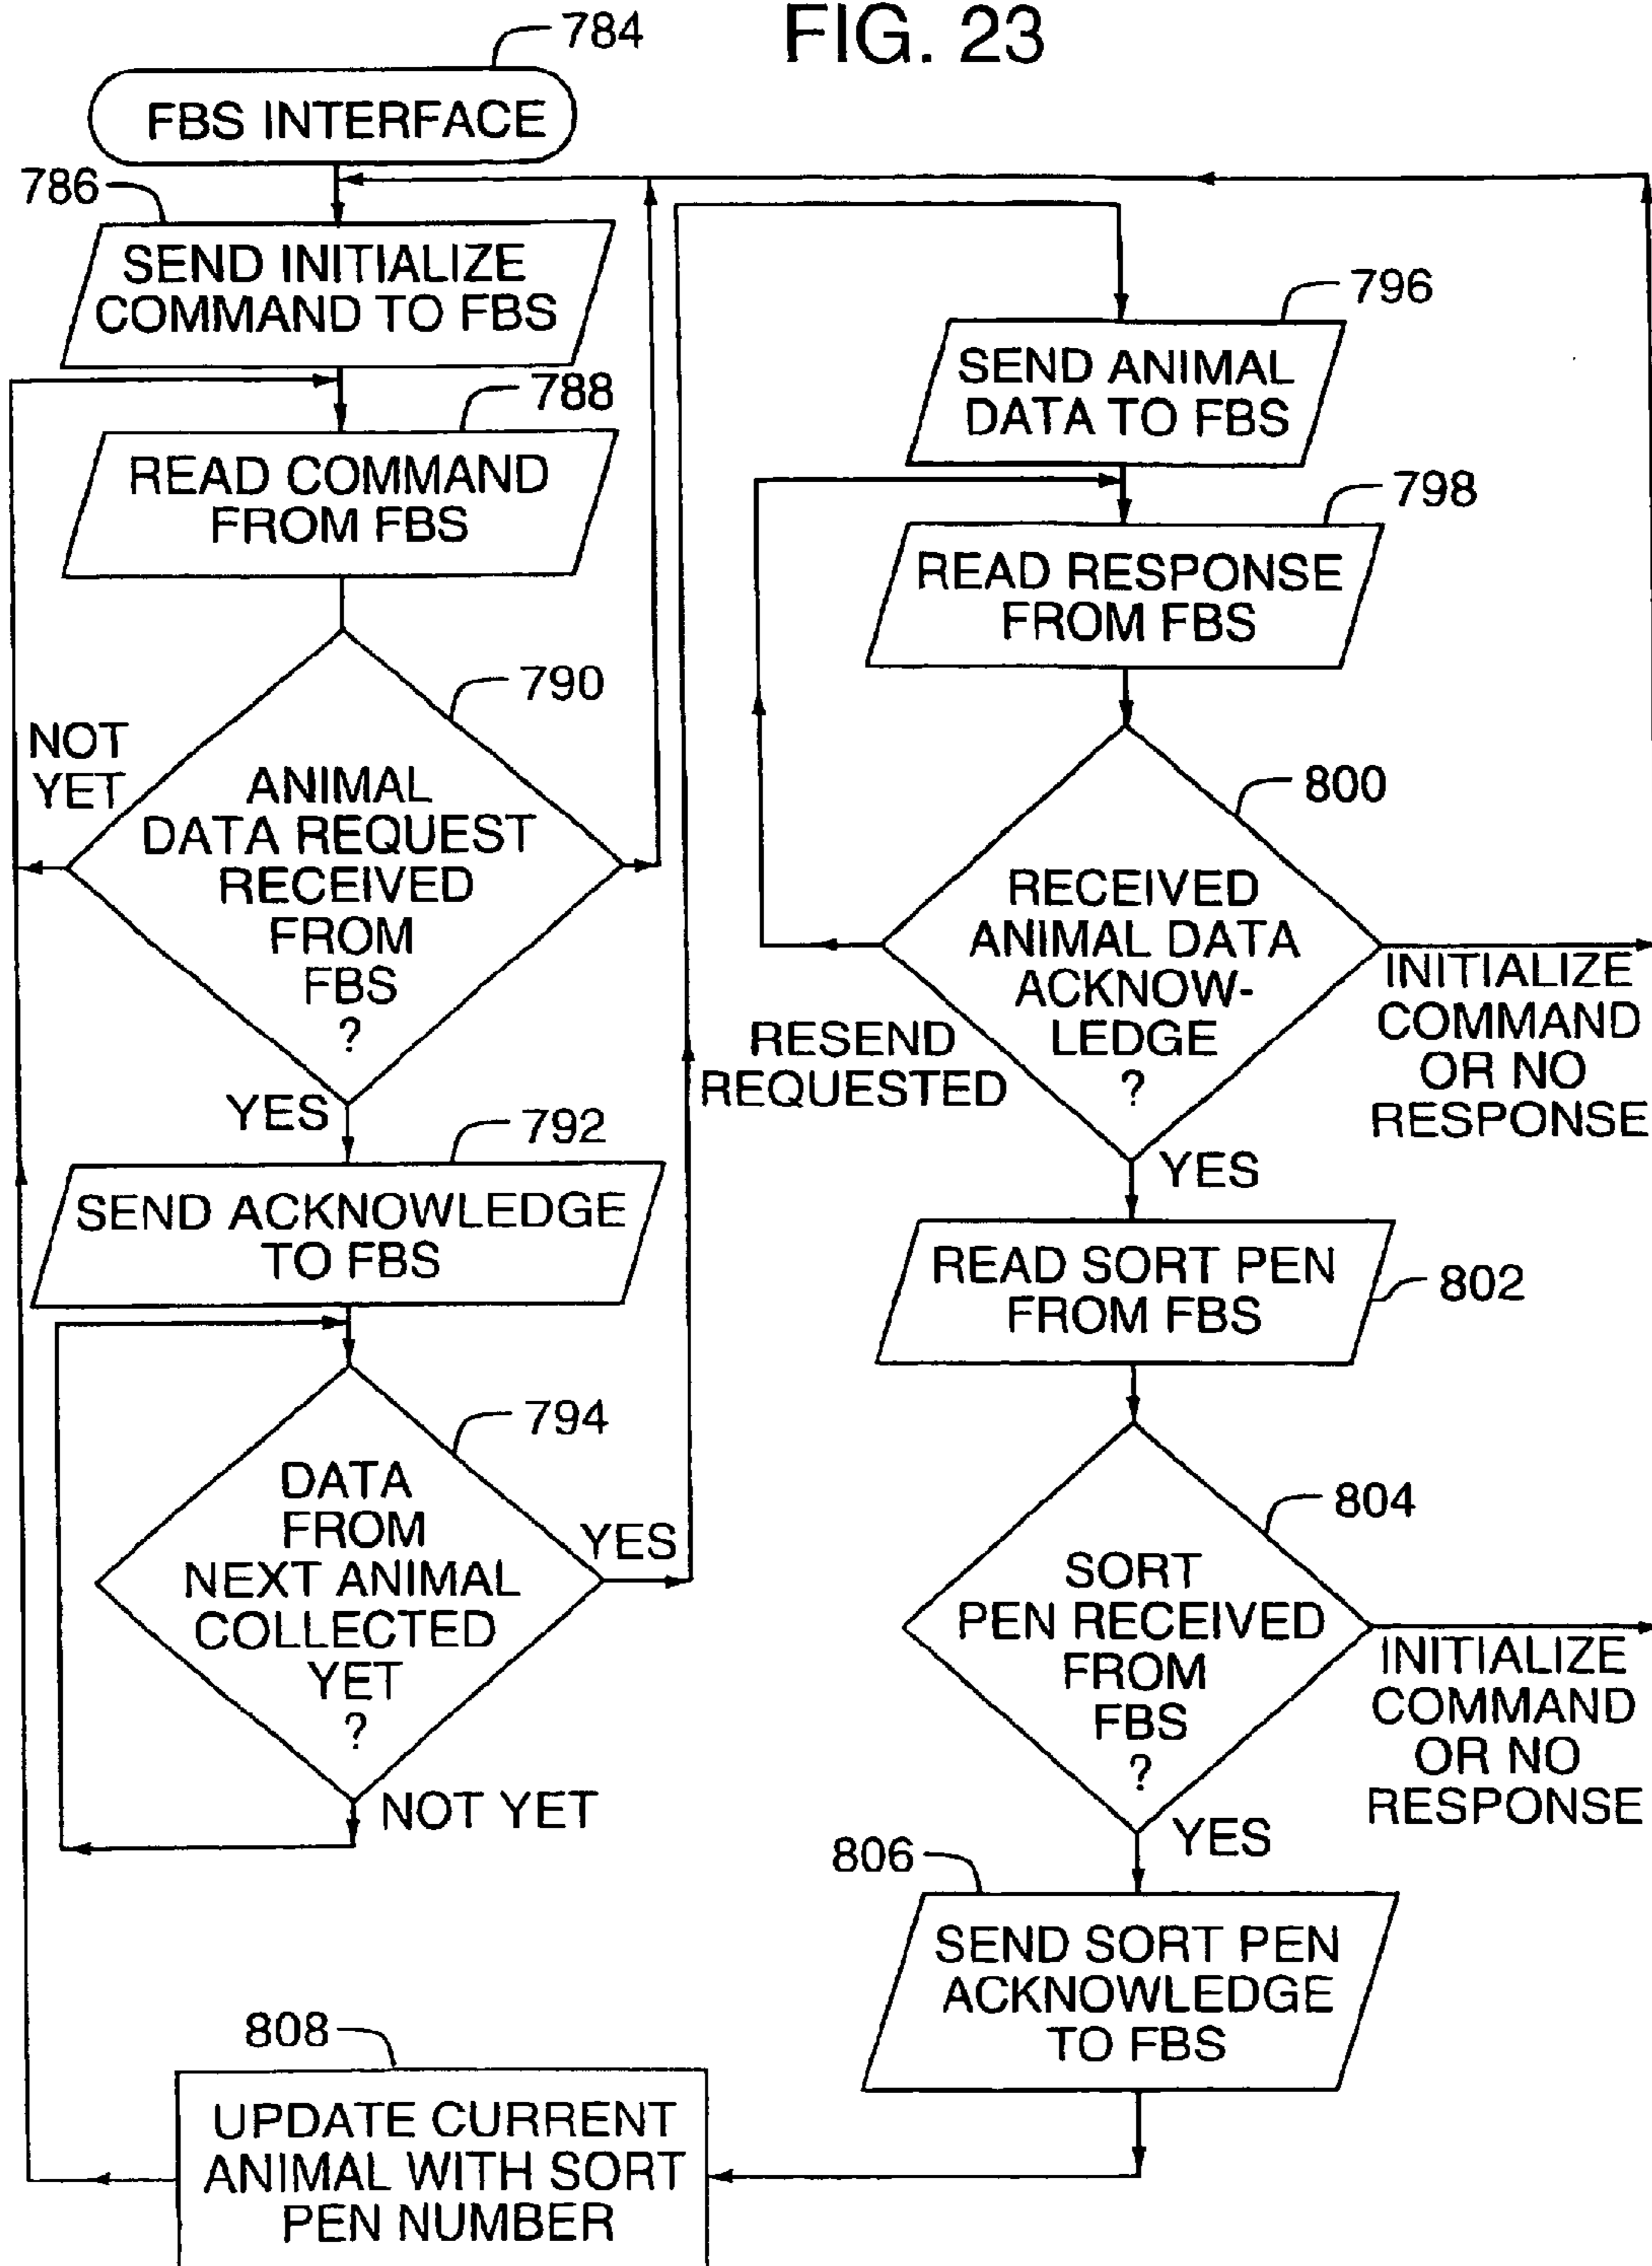 FIG. 23
784
FBS INTERFACE
786
SEND INITIALIZE
COMMAND TO FBS
788
READ COMMAND
FROM FBS
790
NOT
YET
ANIMAL
DATA REQUEST
RECEIVED
FROM
FBS
?
YES
792
SEND ACKNOWLEDGE
TO FBS
794
DATA
FROM
NEXT ANIMAL
COLLECTED
YET
?
YES
NOT YET
796
SEND ANIMAL
DATA TO FBS
798
READ RESPONSE
FROM FBS
800
RECEIVED
ANIMAL DATA
ACKNOW-
LEDGE
?
RESEND
REQUESTED
INITIALIZE
COMMAND
OR NO
RESPONSE
YES
READ SORT PEN
FROM FBS
802
804
SORT
PEN RECEIVED
FROM
FBS
?
INITIALIZE
COMMAND
OR NO
RESPONSE
YES
806
SEND SORT PEN
ACKNOWLEDGE
TO FBS
808
UPDATE CURRENT
ANIMAL WITH SORT
PEN NUMBER